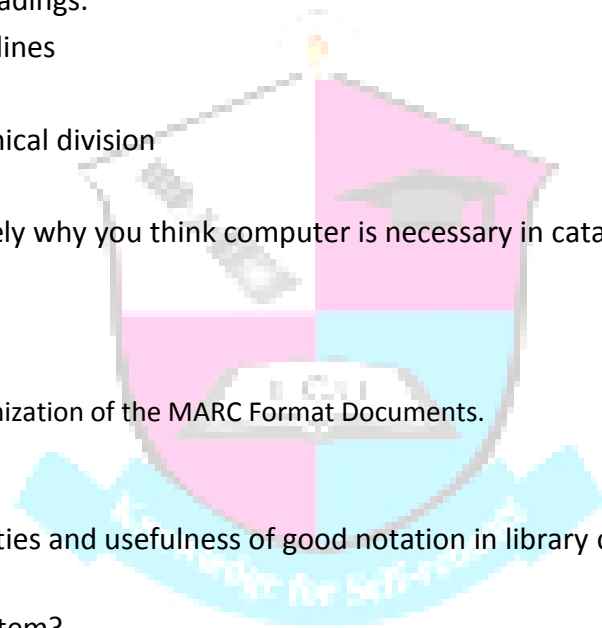 adings.
lines
nical division
ely why you think computer is necessary in cata
nization of the MARC Format Documents.
ties and usefulness of good notation in library c
tem?